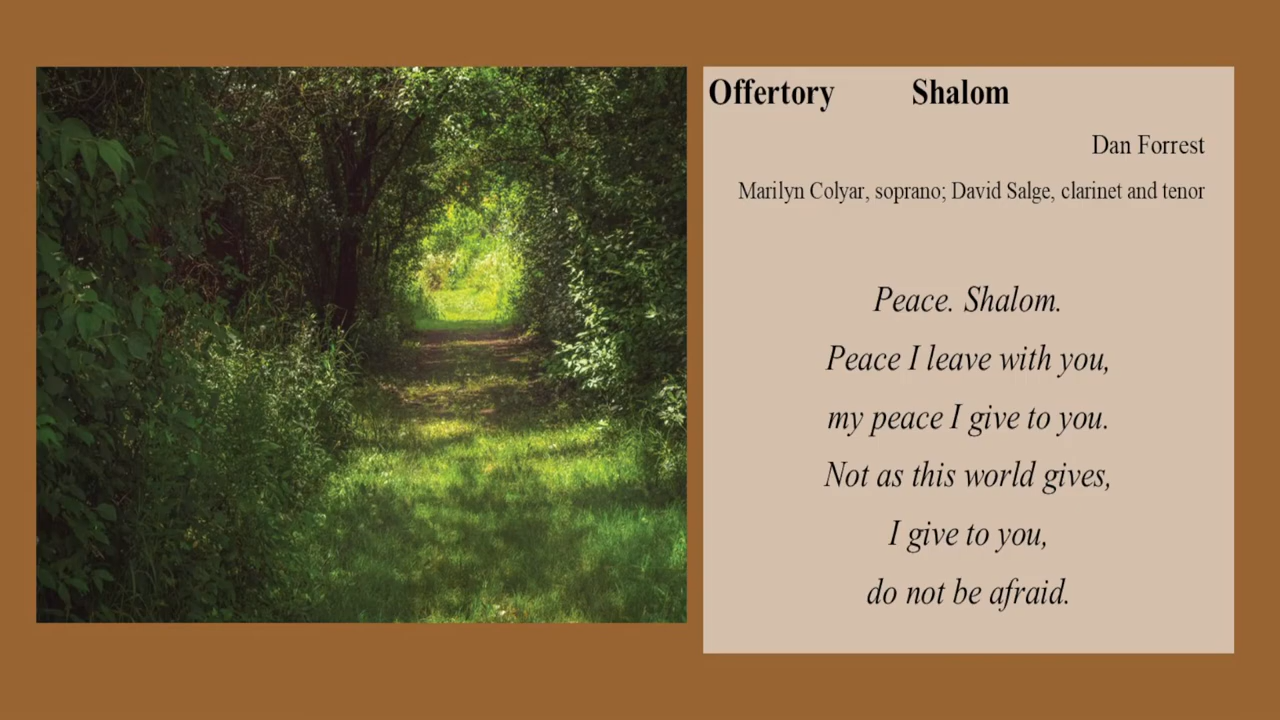 Offertory Shalom
Dan Forrest
Marilyn Colyar, soprano; David Salge, clarinet and tenor
Peace. Shalom.
Peace I leave with you,
my peace I give to you.
Not as this world gives,
I give to you,
do not be afraid.